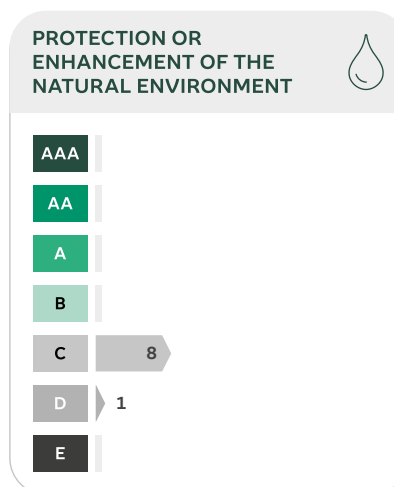 PROTECTION OR
ENHANCEMENT OF THE
NATURAL ENVIRONMENT
AAA
AA
A
B
C 8
D 1
E